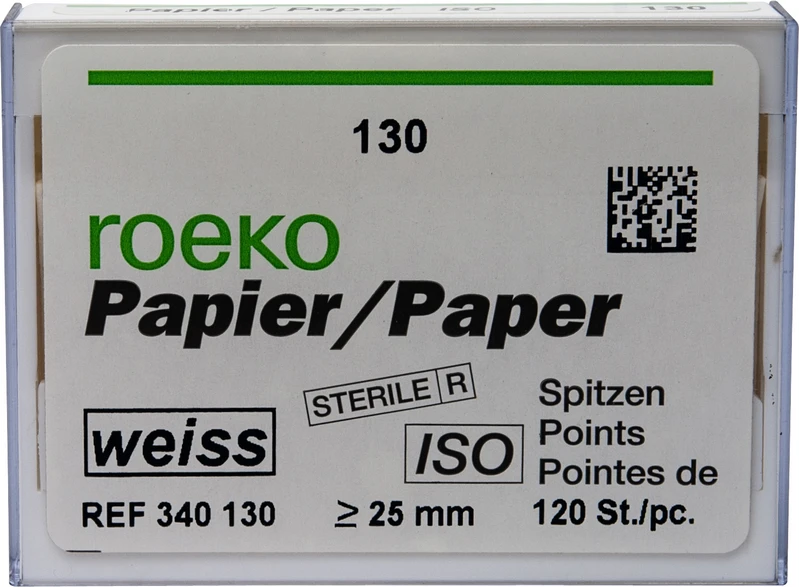 Papier / Paper ISO 130
130
roeko
Papier/Paper
STERILE R
weiss
ISO
Spitzen
Points
Pointes de
REF 340 130
≥ 25 mm
120 St./pc.